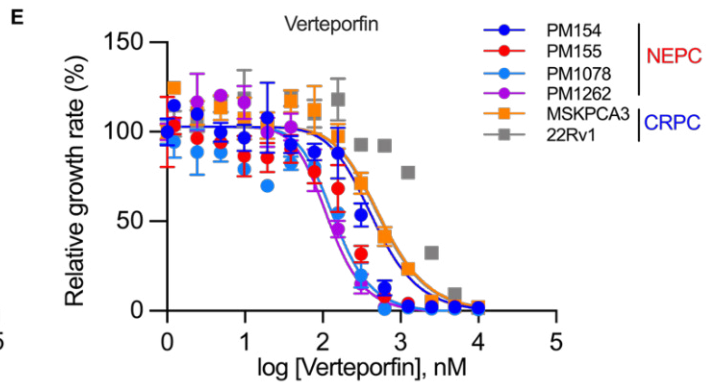 E
Verteporfin
150
100
50
0
Relative growth rate (%)
0 1 2 3 4 5
log [Verteporfin], nM
PM154
PM155
PM1078
PM1262
MSKPCA3
22Rv1
NEPC
CRPC
5